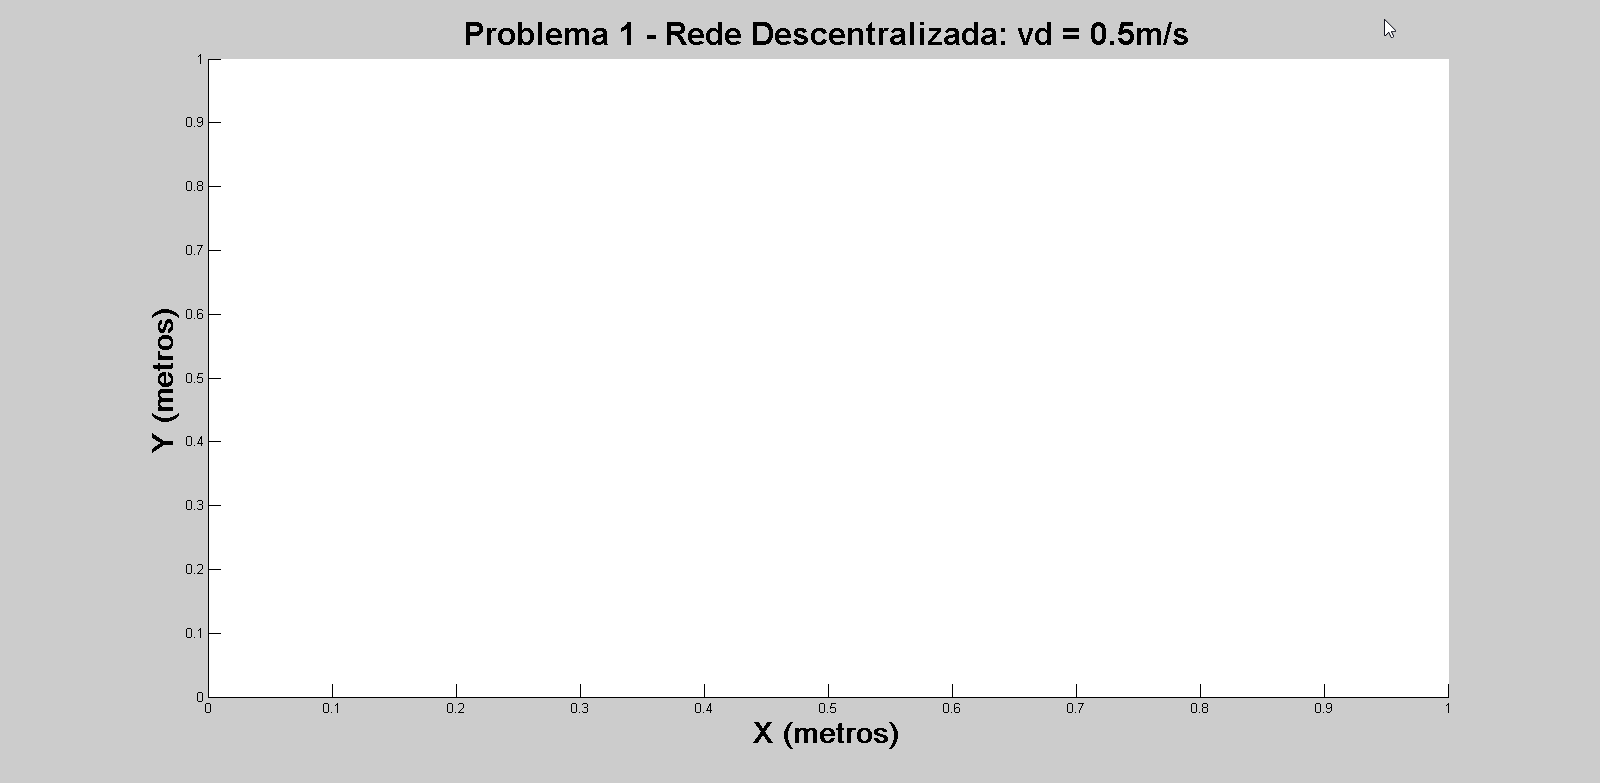 Problema 1 - Rede Descentralizada: vd = 0.5m/s
1
0.9
0.8
0.7
0.6
0.5
0.4
0.3
0.2
0.1
0
Y (metros)
0 0.1 0.2 0.3 0.4 0.5 0.6 0.7 0.8 0.9 1
X (metros)